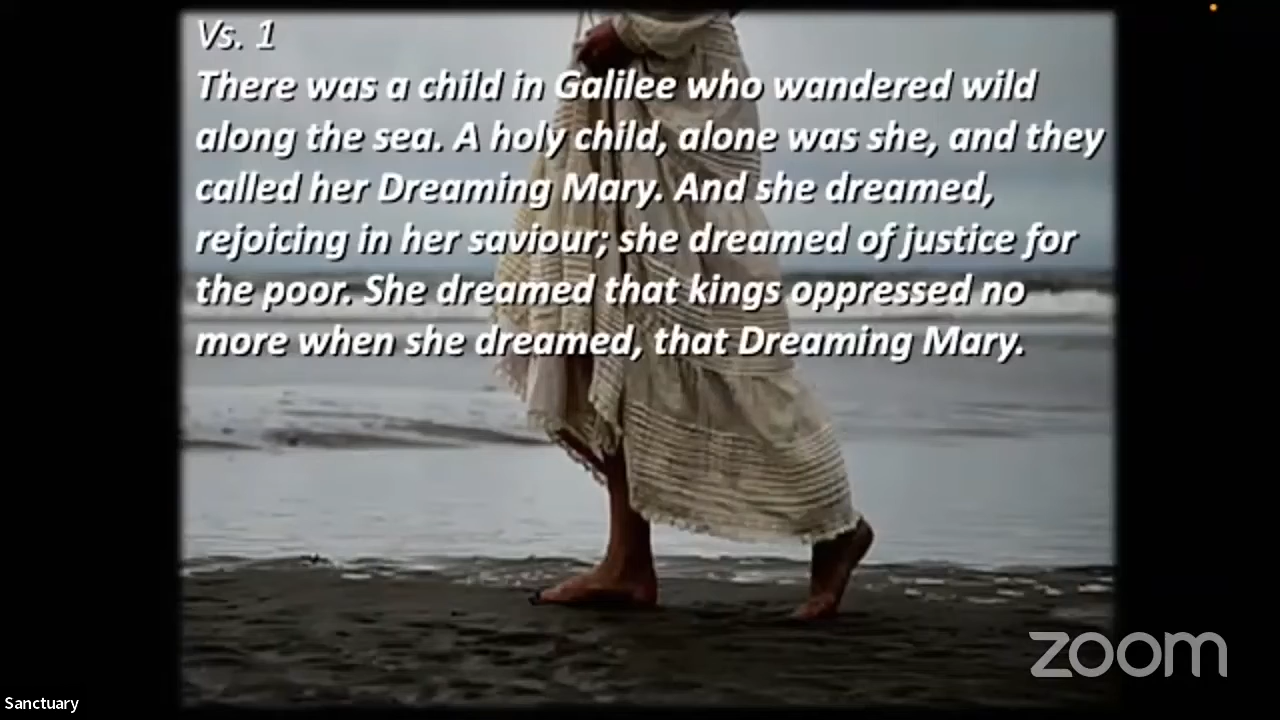 Vs. 1
There was a child in Galilee who wandered wild
along the sea. A holy child, alone was she, and they
called her Dreaming Mary. And she dreamed,
rejoicing in her saviour; she dreamed of justice for
the poor. She dreamed that kings oppressed no
more when she dreamed, that Dreaming Mary.
zoom
Sanctuary